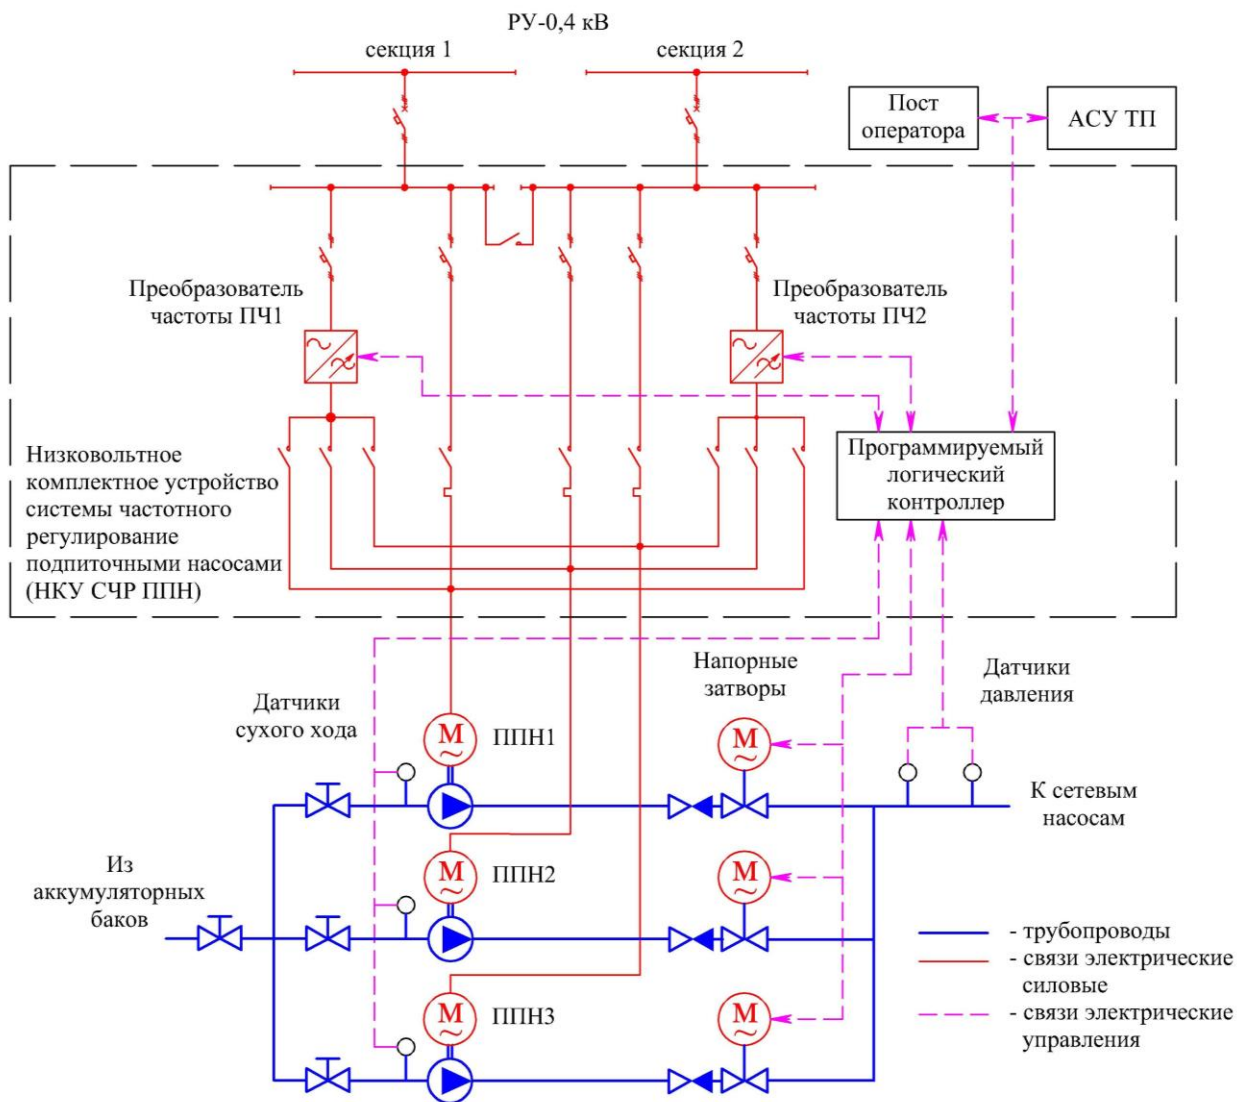 РУ-0,4 кВ
секция 1
секция 2
Пост
оператора
АСУ ТП
Преобразователь
частоты ПЧ1
Преобразователь
частоты ПЧ2
Низковольтное
комплектное устройство
системы частотного
регулирование
подпиточными насосами
(НКУ СЧР ППН)
Программируемый
логический
контроллер
Датчики
сухого хода
Напорные
затворы
Датчики
давления
М
~
ППН1
М
~
К сетевым
насосам
Из
аккумуляторных
баков
М
~
ППН2
М
~
М
~
ППН3
М
~
- трубопроводы
- связи электрические
силовые
- связи электрические
управления